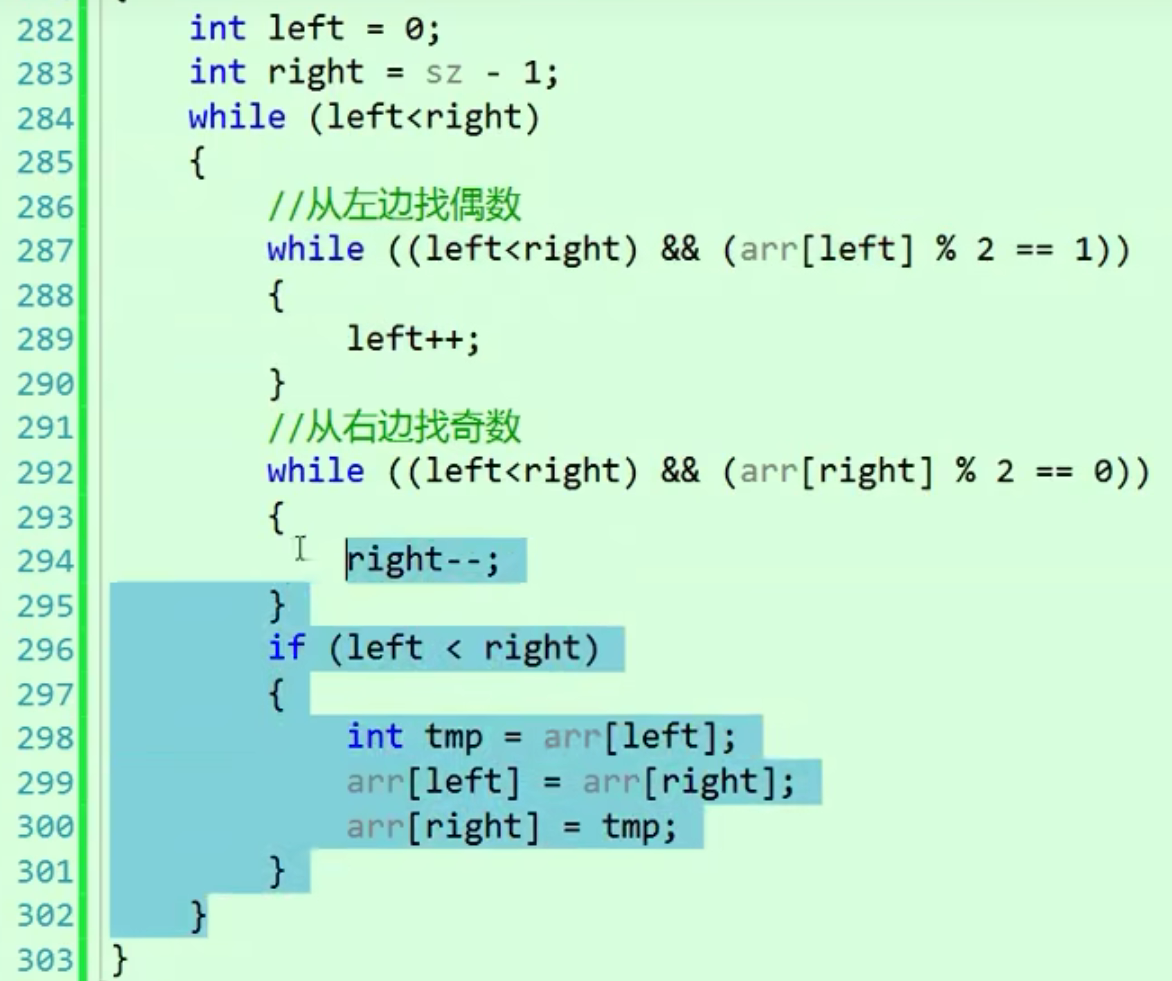 282 int left = 0;
283 int right = sz - 1;
284 while (left<right)
285 {
286 //从左边找偶数
287 while ((left<right) && (arr[left] % 2 == 1))
288 {
289 left++;
290 }
291 //从右边找奇数
292 while ((left<right) && (arr[right] % 2 == 0))
293 {
294 right--;
295 }
296 if (left < right)
297 {
298 int tmp = arr[left];
299 arr[left] = arr[right];
300 arr[right] = tmp;
301 }
302 }
303 }